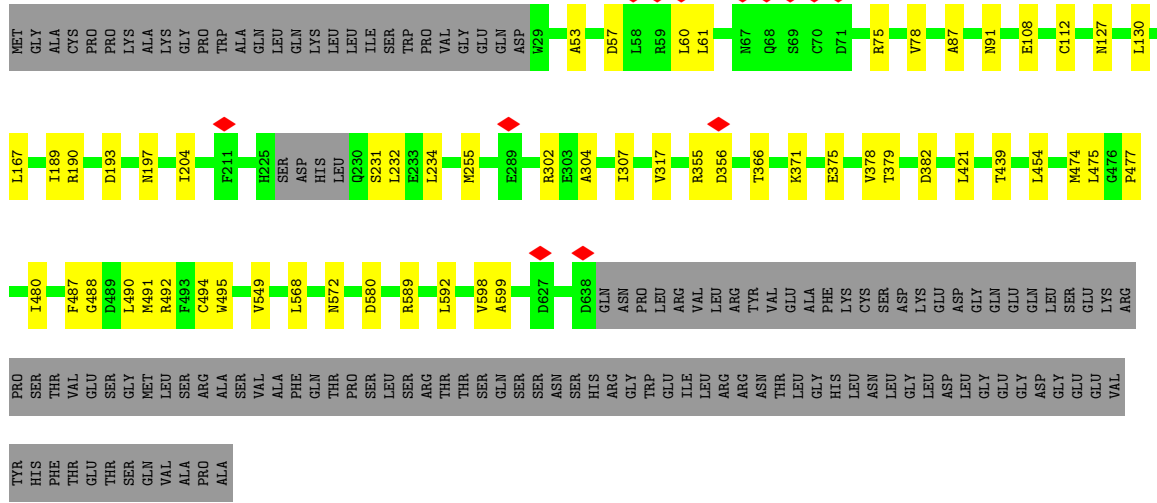 MET GLY ALA CYS PRO PRO LYS ALA LYS GLY PRO TRP ALA GLN LEU GLN LYS LEU LEU ILE SER TRP PRO VAL GLY GLU GLN ASP W29 A53 D57 L58 R59 L60 L61 N67 Q68 S69 C70 D71 R75 V78 A87 N91 E108 C112 N127 L130
L167 I189 R190 D193 N197 I204 F211 H225 SER ASP HIS LEU Q230 S231 L232 E233 L234 M255 E289 R302 E303 A304 I307 V317 R355 D356 T366 K371 E375 V378 T379 D382 L421 T439 L454 M474 L475 G476 P477
I480 F487 G488 D489 L490 M491 R492 F493 C494 W495 V549 L568 N572 D580 R589 L592 V598 A599 D627 D638 GLN ASN PRO LEU ARG VAL LEU ARG TYR VAL GLU ALA PHE LYS CYS SER ASP LYS GLU ASP GLY GLN GLU GLN LEU SER GLU LYS ARG
PRO SER THR VAL GLU SER GLY MET LEU SER ARG ALA SER VAL ALA PHE GLN THR PRO SER LEU SER ARG THR THR SER GLN SER SER ASN SER HIS ARG GLY TRP GLU ILE LEU ARG ARG ASN THR LEU GLY HIS LEU ASN LEU GLY LEU ASP LEU GLY GLU GLY ASP GLY GLU GLU VAL
TYR HIS PHE THR GLU THR SER GLN VAL ALA PRO ALA